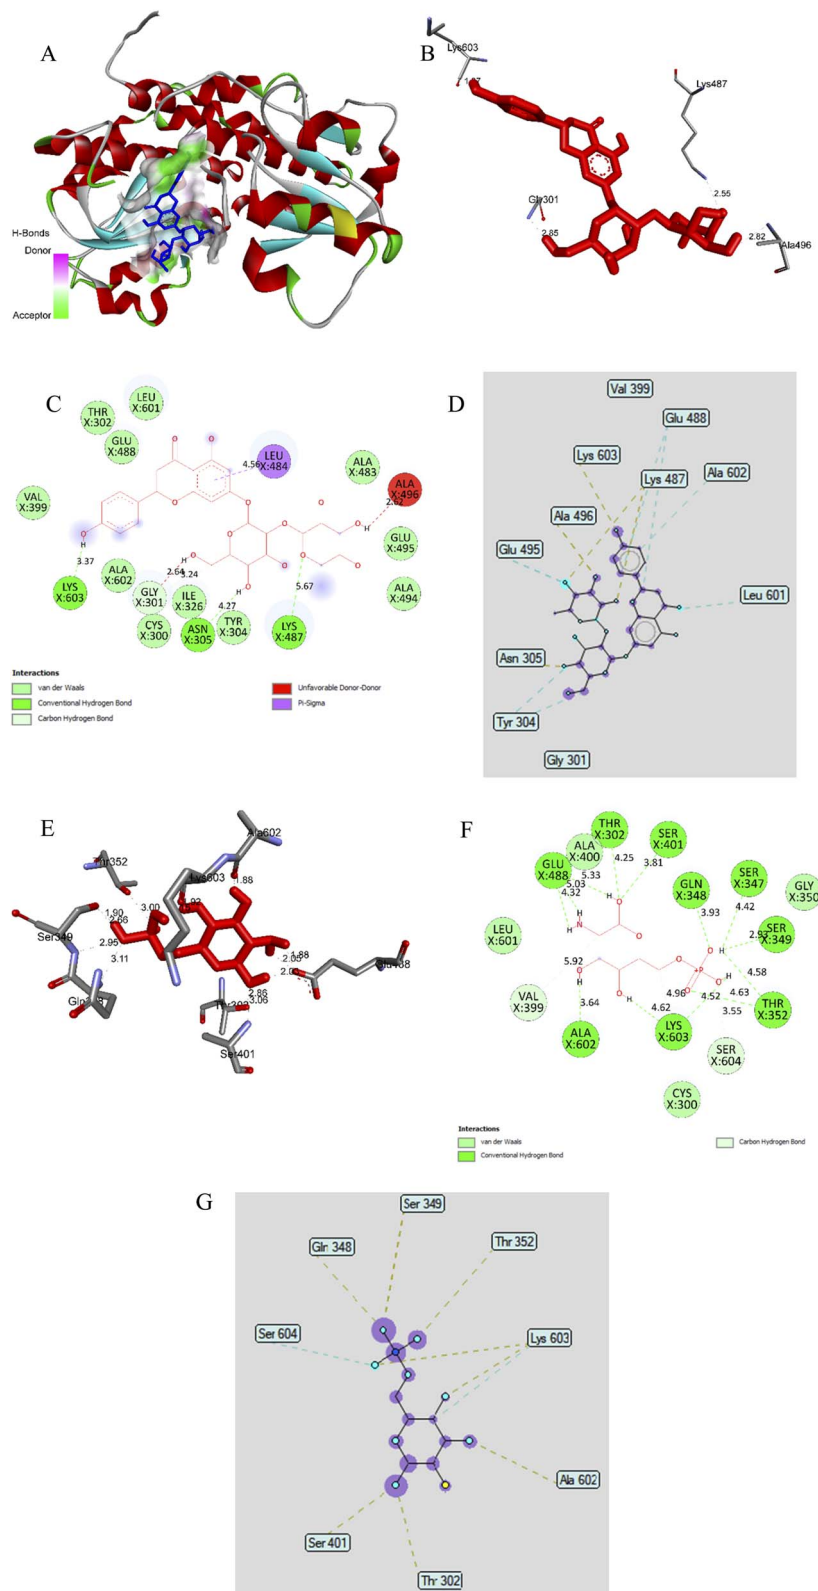 A
H-Bonds
Donor
Acceptor
B
Lys603
Lys487
2.55
Gly301
2.85
2.82
Ala496
C
LEU
X:601
THR
X:302
GLU
X:488
LEU
X:484
4.56
ALA
X:483
ALA
X:496
2.62
VAL
X:399
GLU
X:495
O
O
O
O
O
O
O
O
O
O
H
H
H
H
3.37
LYS
X:603
ALA
X:602
GLY
X:301
2.64
3.24
ILE
X:326
CYS
X:300
ASN
X:305
4.27
TYR
X:304
5.67
LYS
X:487
ALA
X:494
Interactions
van der Waals
Conventional Hydrogen Bond
Carbon Hydrogen Bond
Unfavorable Donor-Donor
Pi-Sigma
D
Val 399
Glu 488
Lys 603
Lys 487
Ala 602
Ala 496
Glu 495
Leu 601
Asn 305
Tyr 304
Gly 301
E
Ala602
Thr352
Lys603
1.88
1.93
1.90
2.66
3.00
Ser349
2.95
3.11
1.88
2.05
2.86
3.06
Ser401
F
THR
X:302
SER
X:401
ALA
X:400
GLU
X:488
5.33
5.03
4.32
4.25
3.81
GLN
X:348
SER
X:347
GLY
X:350
3.93
4.42
2.93
SER
X:349
LEU
X:601
VAL
X:399
5.92
4.58
4.63
4.96
4.52
3.55
3.64
4.62
THR
X:352
ALA
X:602
LYS
X:603
SER
X:604
CYS
X:300
Interactions
van der Waals
Conventional Hydrogen Bond
Carbon Hydrogen Bond
G
Ser 349
Gln 348
Thr 352
Ser 604
Lys 603
Ala 602
Ser 401
Thr 302